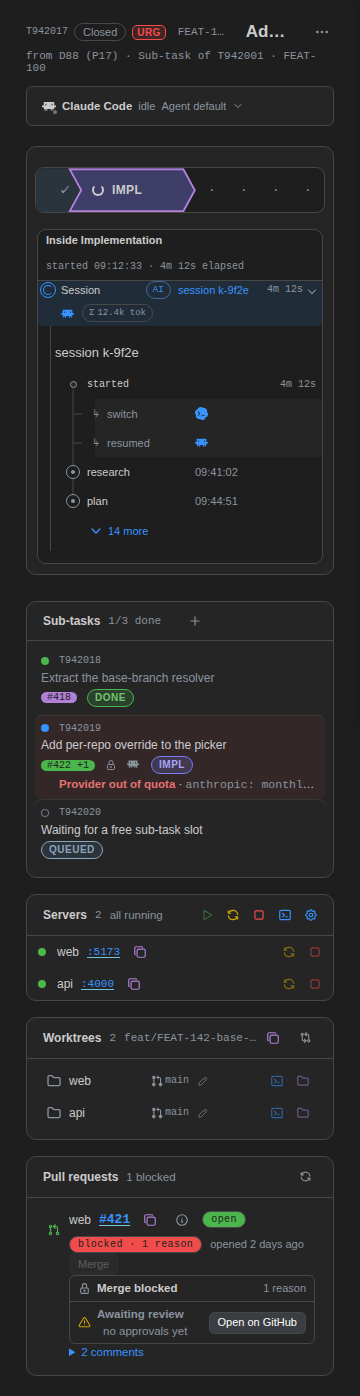 T942017 Closed URG FEAT-1… Ad…
from D88 (P17) · Sub-task of T942001 · FEAT-
100
Claude Code idle Agent default
✓ IMPL
Inside Implementation
started 09:12:33 · 4m 12s elapsed
Session AI session k-9f2e 4m 12s
Σ 12.4k tok
session k-9f2e
started 4m 12s
↳ switch
↳ resumed
research 09:41:02
plan 09:44:51
14 more
Sub-tasks 1/3 done
T942018
Extract the base-branch resolver
#418 DONE
T942019
Add per-repo override to the picker
#422 +1 IMPL
Provider out of quota · anthropic: monthl…
T942020
Waiting for a free sub-task slot
QUEUED
Servers 2 all running
web :5173
api :4000
Worktrees 2 feat/FEAT-142-base-…
web main
api main
Pull requests 1 blocked
web #421 open
blocked · 1 reason opened 2 days ago
Merge
Merge blocked 1 reason
Awaiting review
no approvals yet
Open on GitHub
2 comments